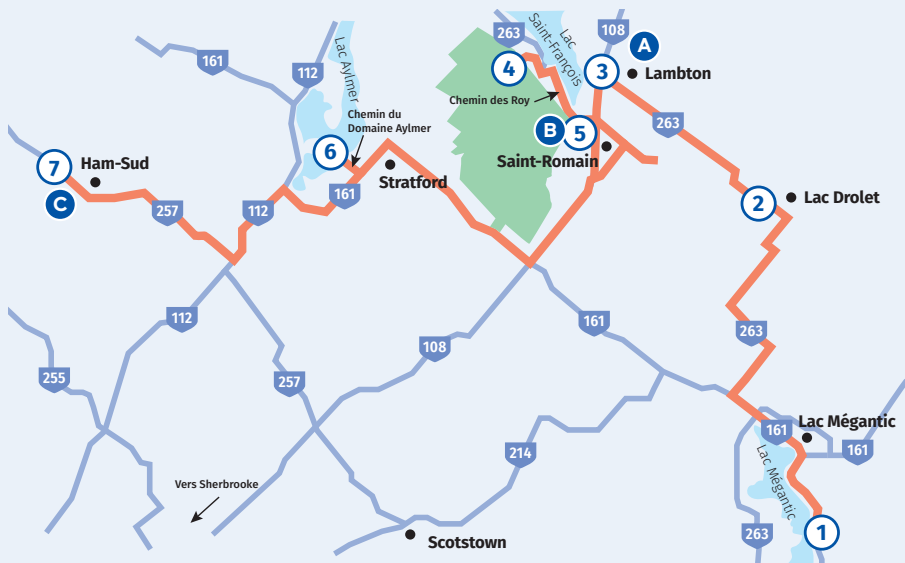 263
108
A
161
112
Lac Aylmer
4
Lac
Saint-François
3
Lambton
Chemin des Roy
Chemin du
Domaine Aylmer
263
B
5
6
Saint-Romain
7
Ham-Sud
Stratford
161
C
257
112
2
Lac Drolet
112
161
263
108
255
257
Lac Mégantic
161
161
214
Lac Mégantic
Vers Sherbrooke
263
1
Scotstown